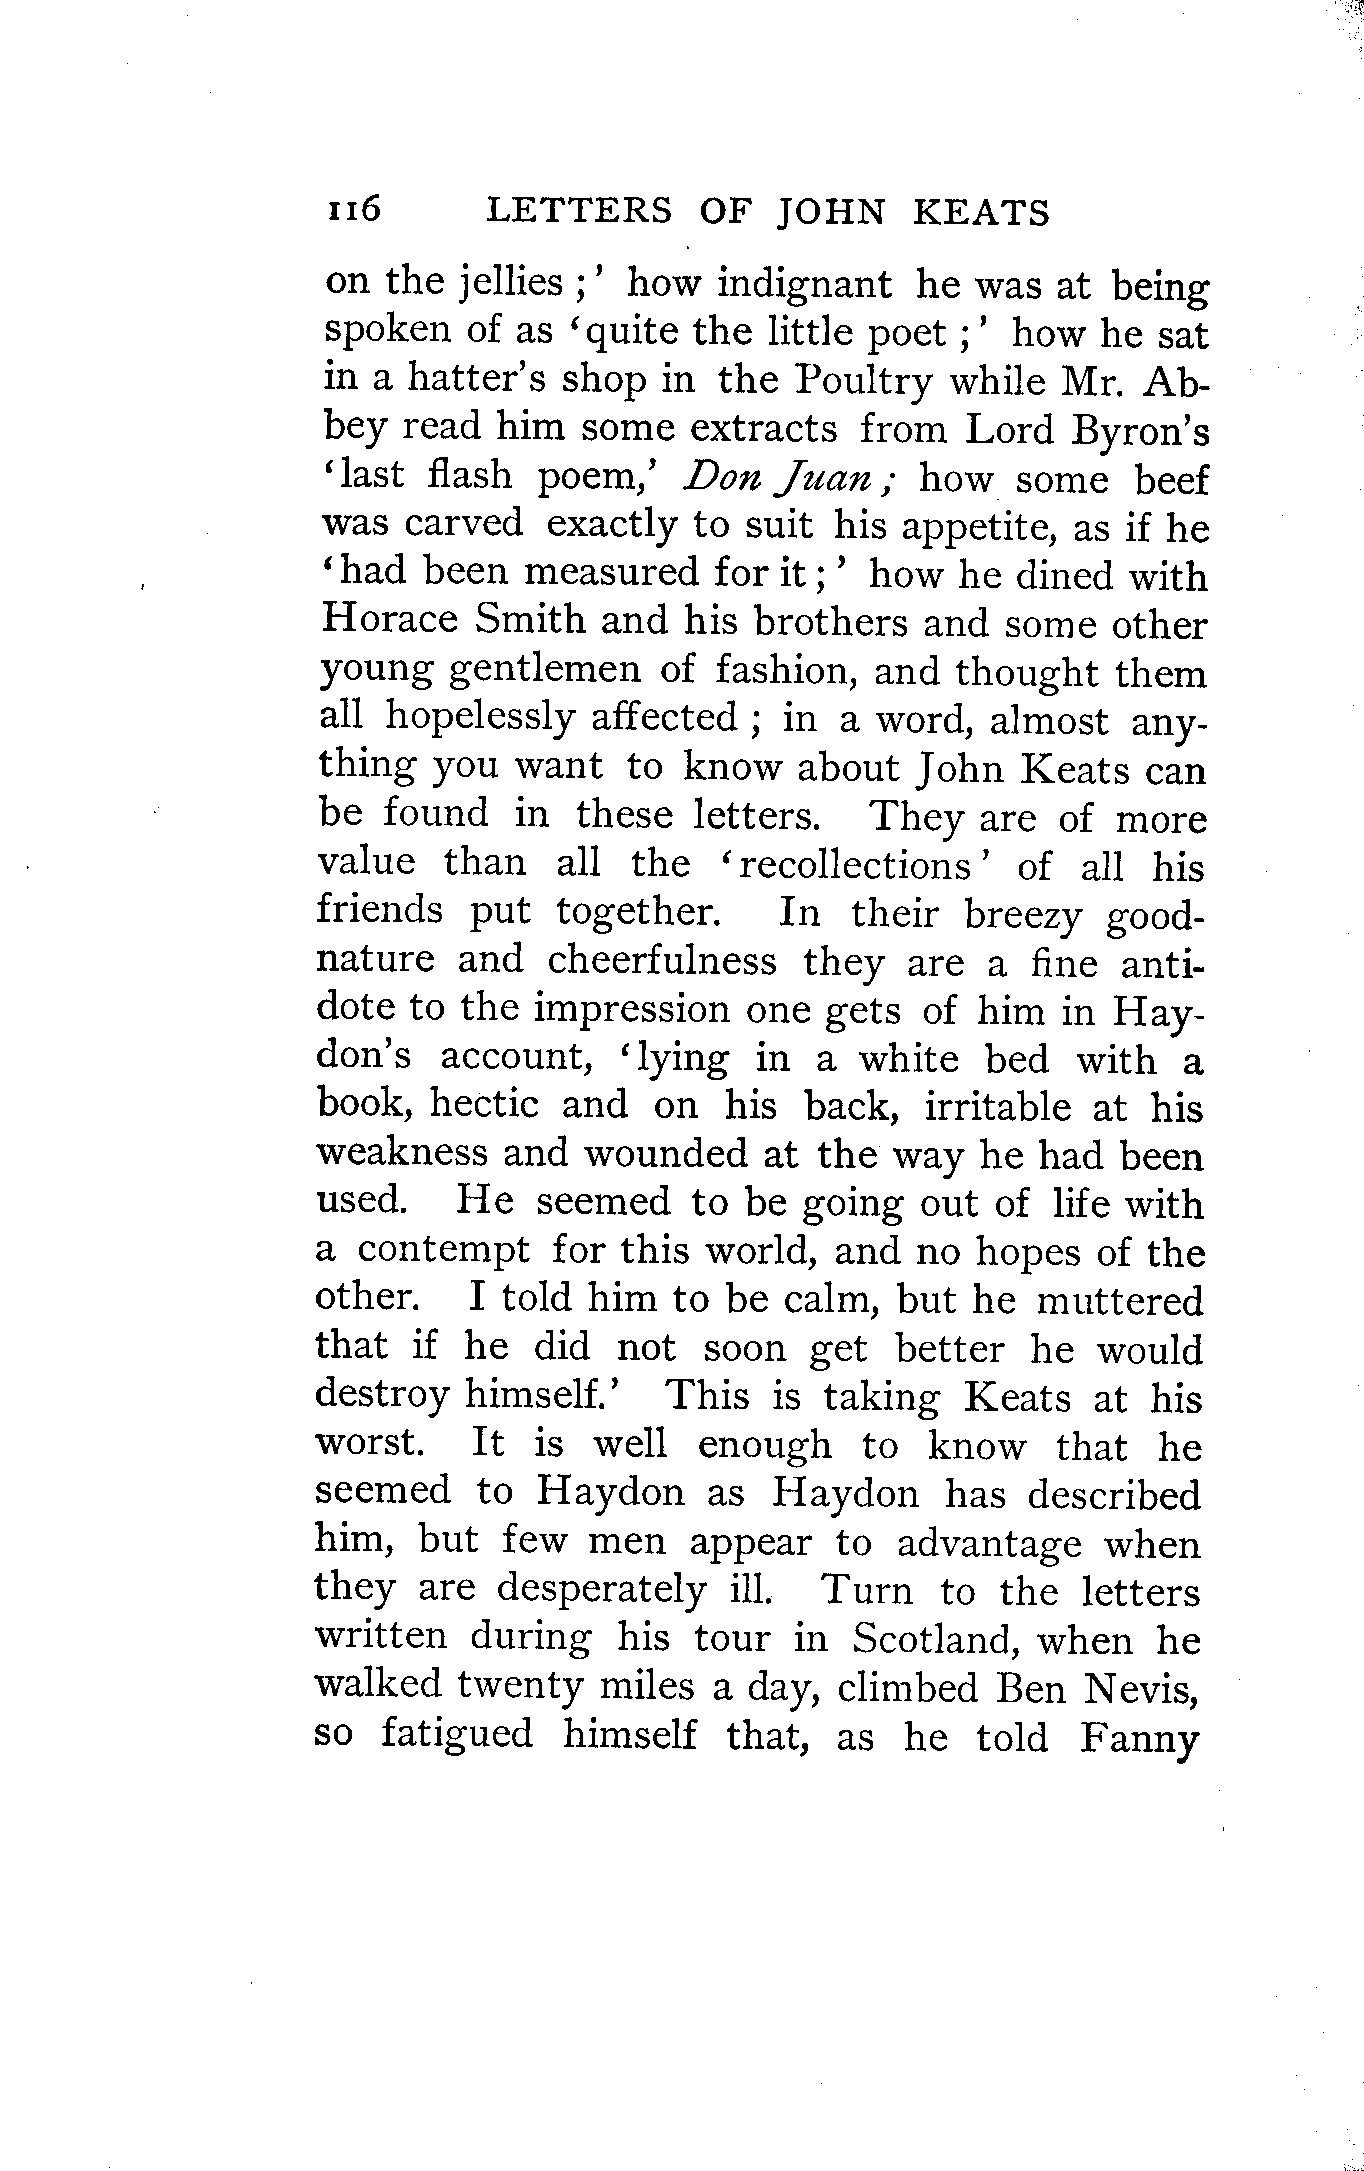 116 LETTERS OF JOHN KEATS
on the jellies ;' how indignant he was at being
spoken of as 'quite the little poet ;' how he sat
in a hatter's shop in the Poultry while Mr. Ab-
bey read him some extracts from Lord Byron's
'last flash poem,' Don Juan ; how some beef
was carved exactly to suit his appetite, as if he
'had been measured for it ;' how he dined with
Horace Smith and his brothers and some other
young gentlemen of fashion, and thought them
all hopelessly affected ; in a word, almost any-
thing you want to know about John Keats can
be found in these letters. They are of more
value than all the 'recollections' of all his
friends put together. In their breezy good-
nature and cheerfulness they are a fine anti-
dote to the impression one gets of him in Hay-
don's account, 'lying in a white bed with a
book, hectic and on his back, irritable at his
weakness and wounded at the way he had been
used. He seemed to be going out of life with
a contempt for this world, and no hopes of the
other. I told him to be calm, but he muttered
that if he did not soon get better he would
destroy himself.' This is taking Keats at his
worst. It is well enough to know that he
seemed to Haydon as Haydon has described
him, but few men appear to advantage when
they are desperately ill. Turn to the letters
written during his tour in Scotland, when he
walked twenty miles a day, climbed Ben Nevis,
so fatigued himself that, as he told Fanny